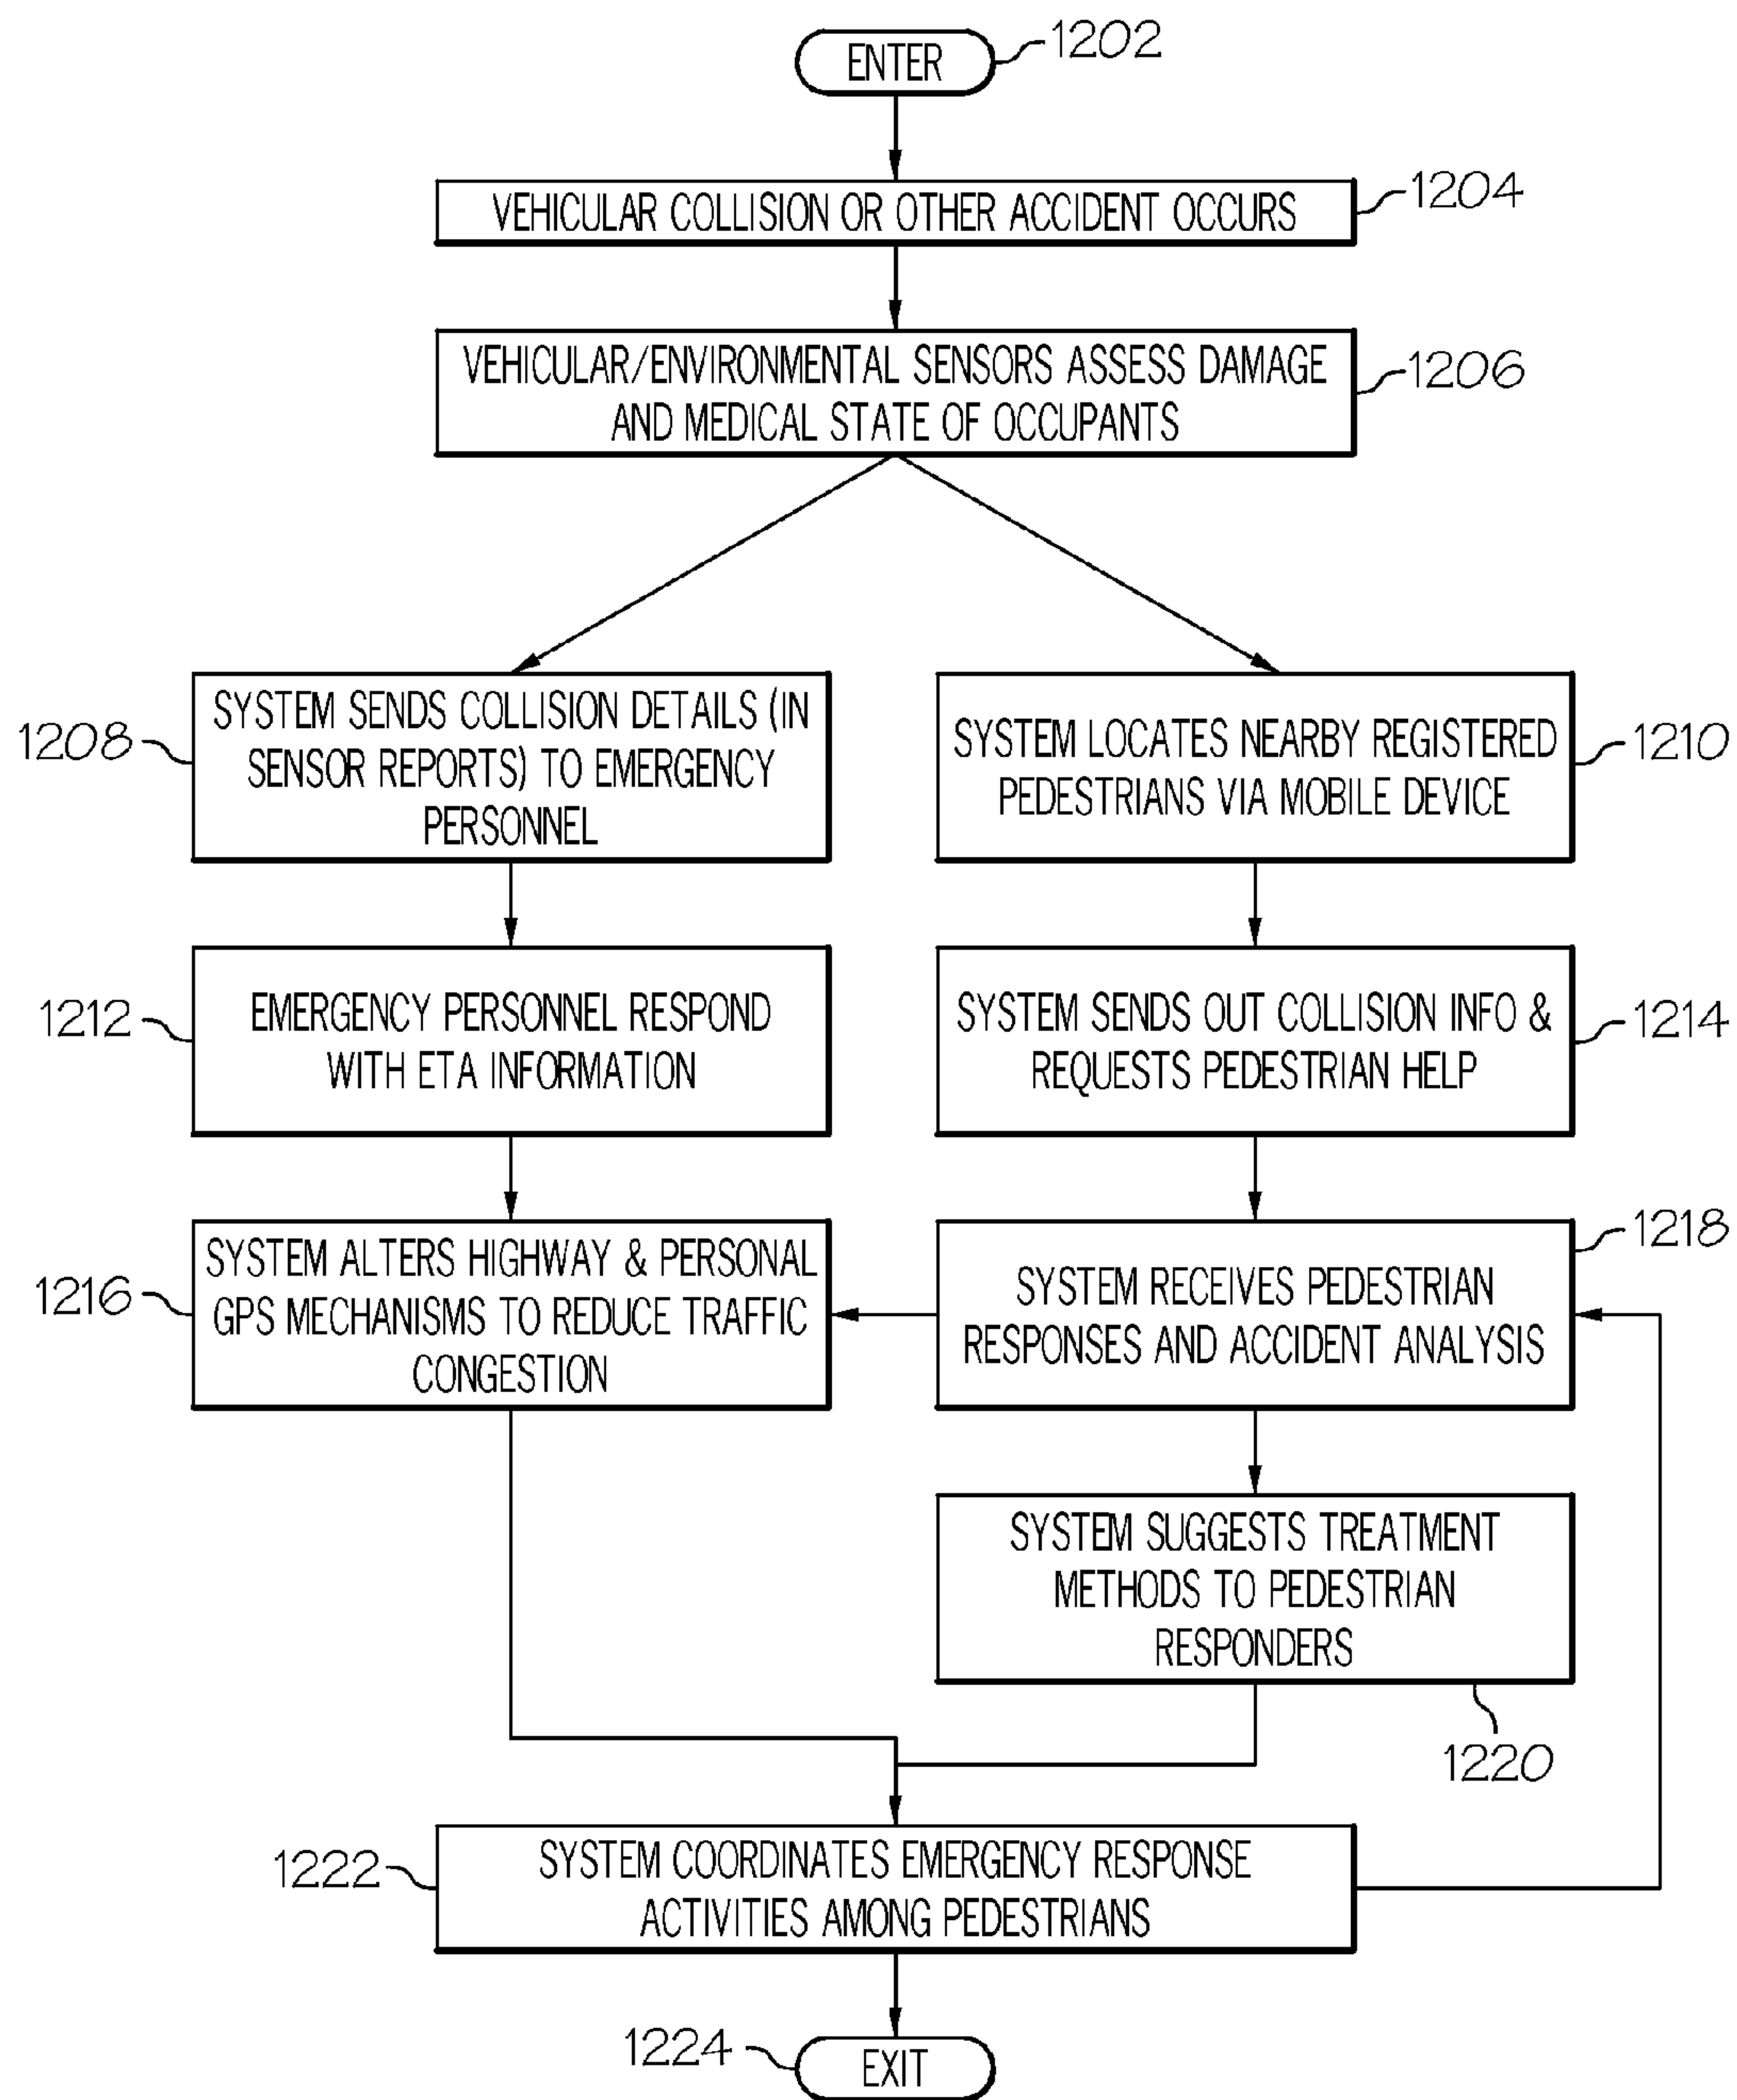 ENTER
1202
VEHICULAR COLLISION OR OTHER ACCIDENT OCCURS
1204
VEHICULAR/ENVIRONMENTAL SENSORS ASSESS DAMAGE
AND MEDICAL STATE OF OCCUPANTS
1206
1208
SYSTEM SENDS COLLISION DETAILS (IN
SENSOR REPORTS) TO EMERGENCY
PERSONNEL
SYSTEM LOCATES NEARBY REGISTERED
PEDESTRIANS VIA MOBILE DEVICE
1210
1212
EMERGENCY PERSONNEL RESPOND
WITH ETA INFORMATION
SYSTEM SENDS OUT COLLISION INFO &
REQUESTS PEDESTRIAN HELP
1214
1216
SYSTEM ALTERS HIGHWAY & PERSONAL
GPS MECHANISMS TO REDUCE TRAFFIC
CONGESTION
SYSTEM RECEIVES PEDESTRIAN
RESPONSES AND ACCIDENT ANALYSIS
1218
SYSTEM SUGGESTS TREATMENT
METHODS TO PEDESTRIAN
RESPONDERS
1220
1222
SYSTEM COORDINATES EMERGENCY RESPONSE
ACTIVITIES AMONG PEDESTRIANS
1224
EXIT